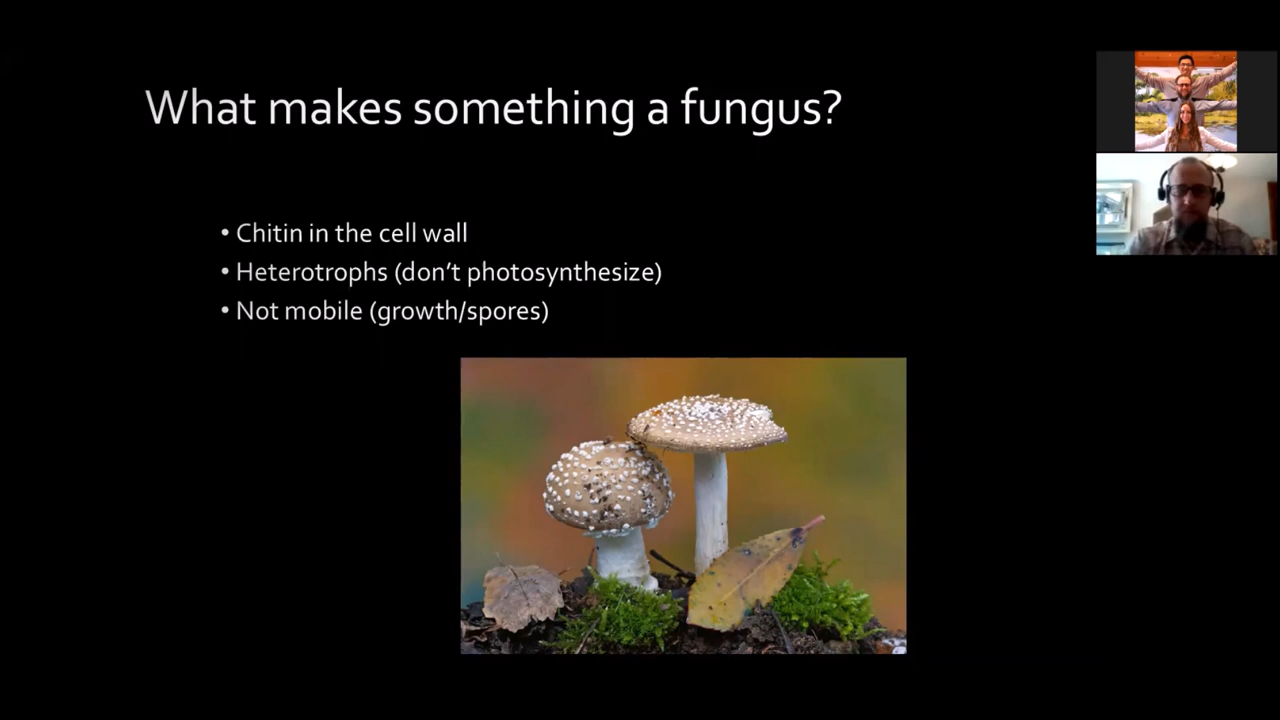 What makes something a fungus?
• Chitin in the cell wall
• Heterotrophs (don’t photosynthesize)
• Not mobile (growth/spores)